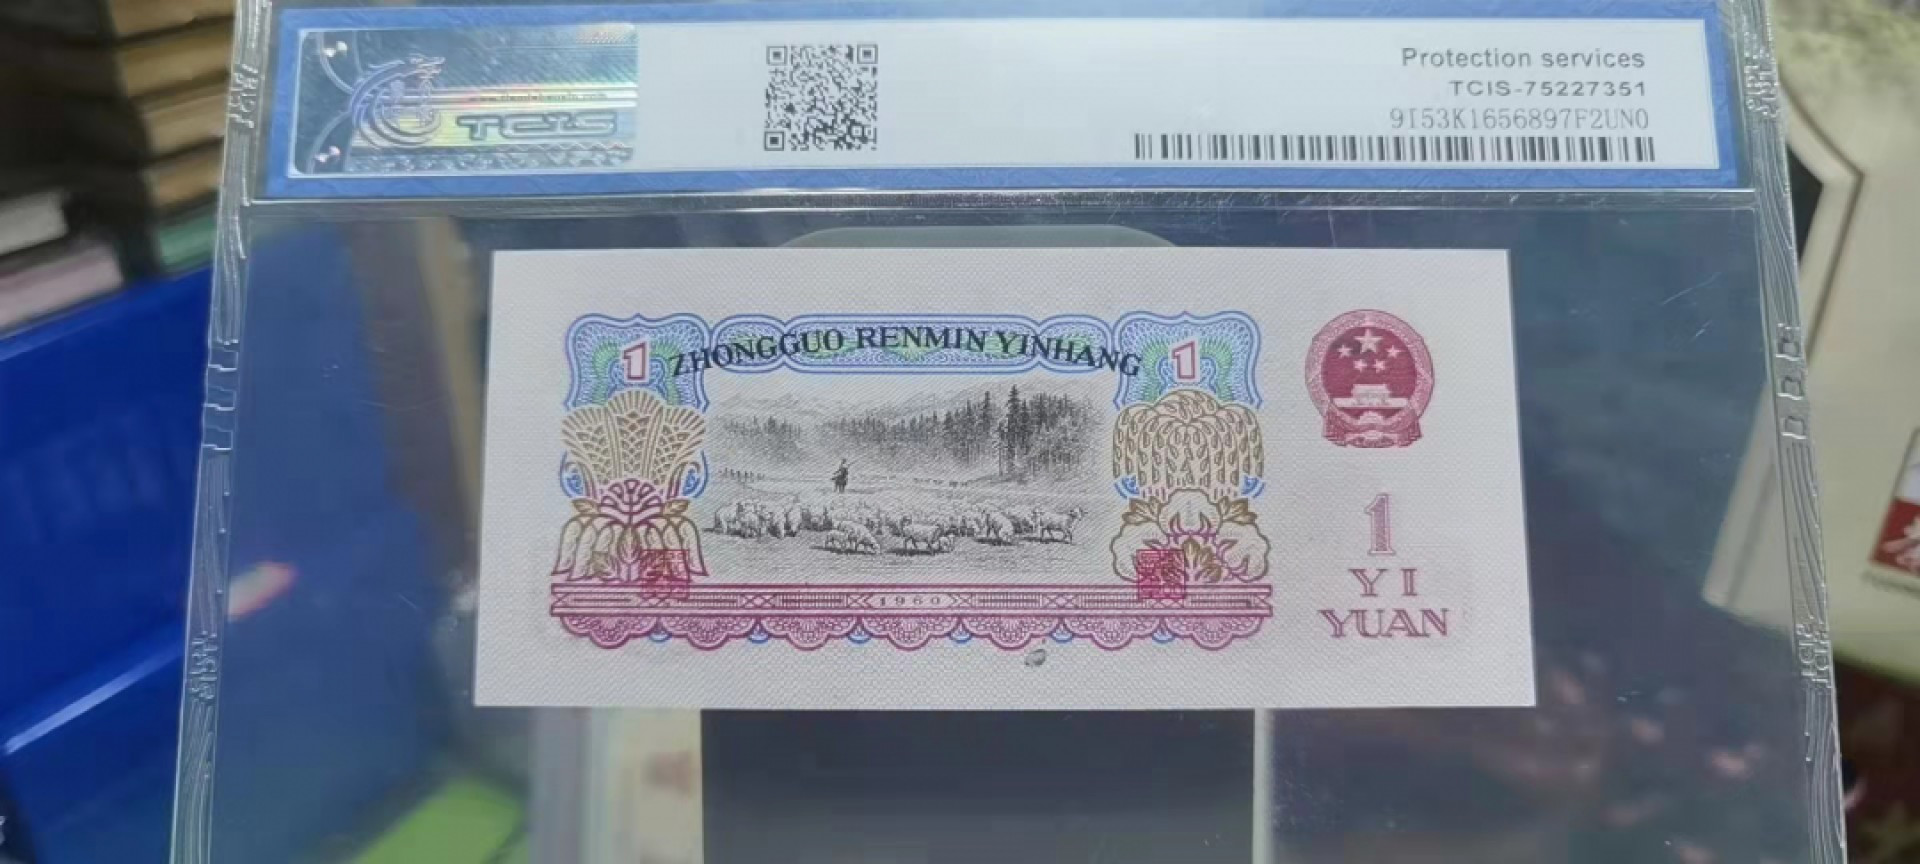 TCIS
Protection services
TCIS-75227351
9I53K1656897F2UN0
1 ZHONGGUO RENMIN YINHANG 1
1960
1
YI
YUAN